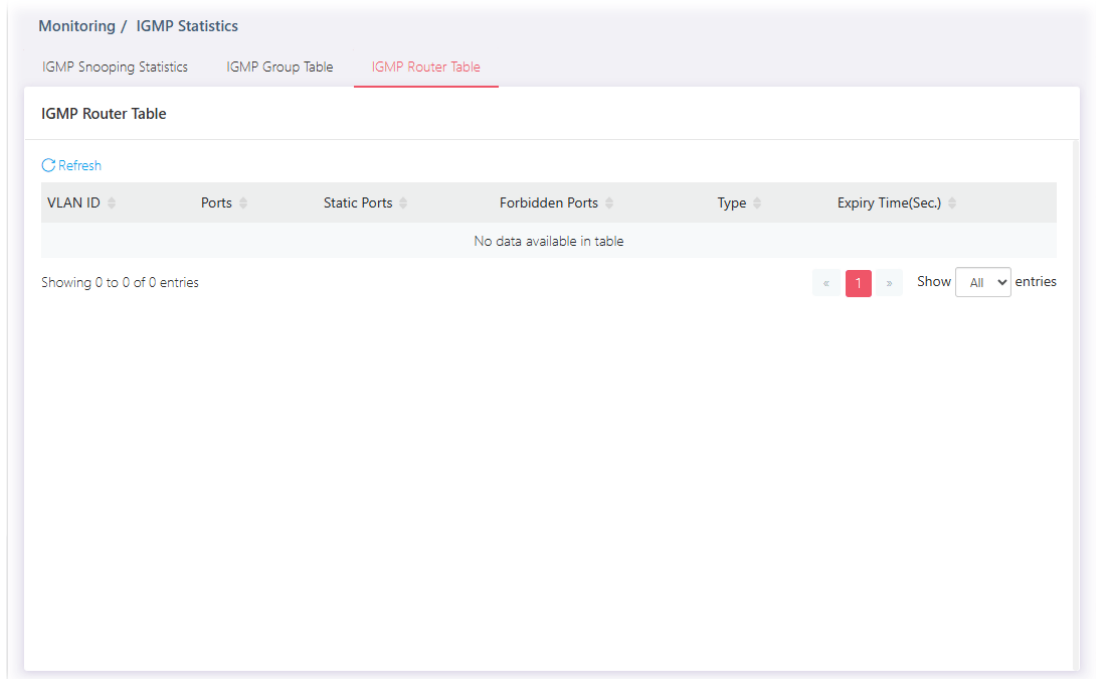 Monitoring / IGMP Statistics
IGMP Snooping Statistics IGMP Group Table IGMP Router Table
IGMP Router Table
Refresh
VLAN ID Ports Static Ports Forbidden Ports Type Expiry Time(Sec.)
No data available in table
Showing 0 to 0 of 0 entries « 1 » Show All entries